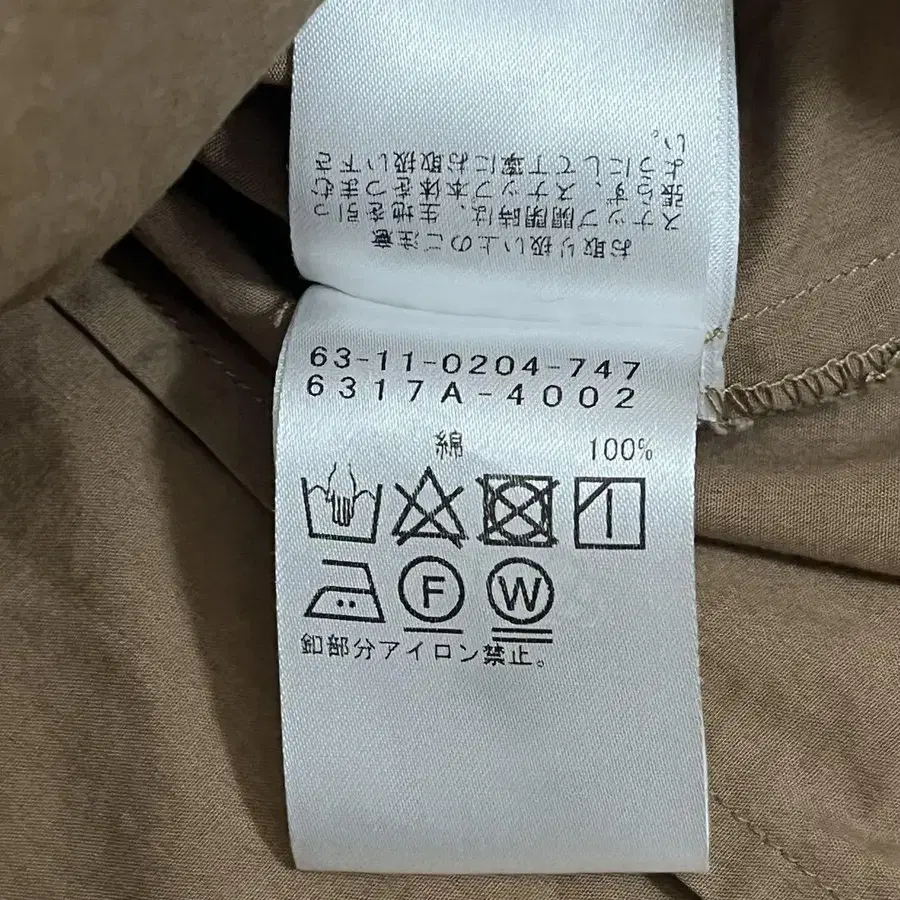 お取り扱い上のご注意
スナップ開閉時は、生地を引っ
張らず、スナップ本体をつまむ
ようにして丁寧にお取扱い下さ
い。
63-11-0204-747
6317A-4002
綿 100%
F W
釦部分アイロン禁止。